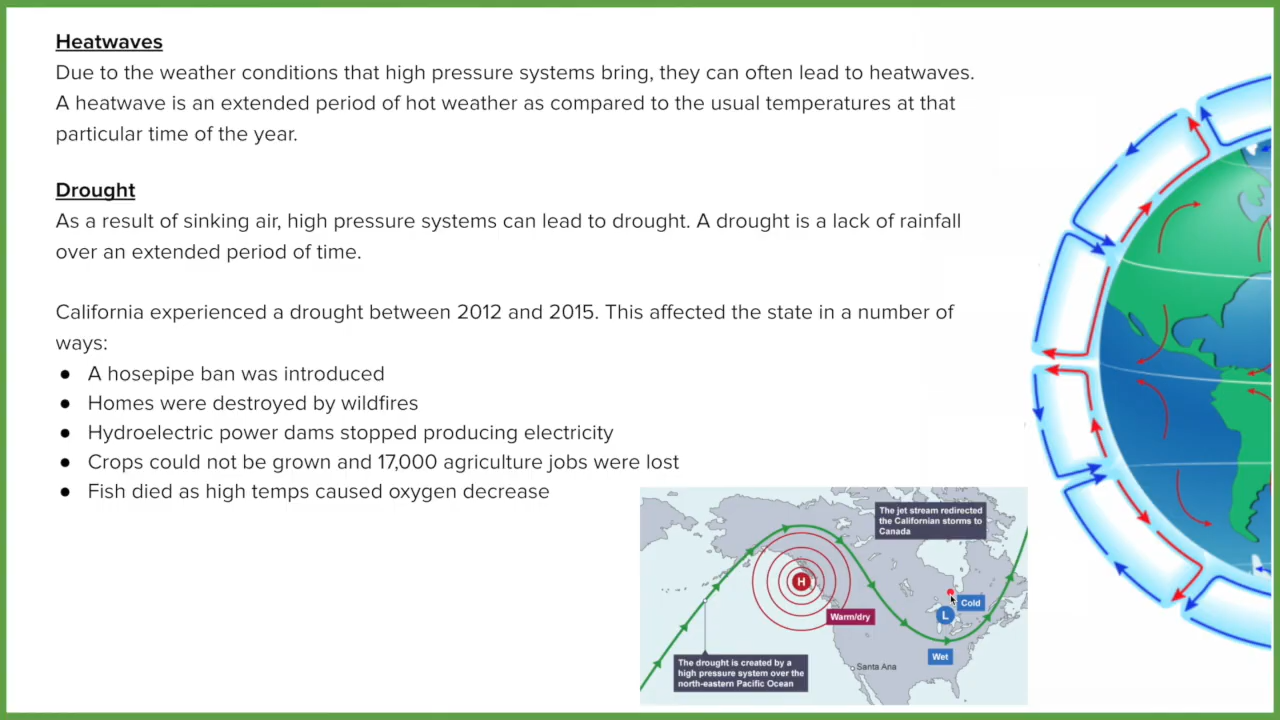 Heatwaves
Due to the weather conditions that high pressure systems bring, they can often lead to heatwaves.
A heatwave is an extended period of hot weather as compared to the usual temperatures at that
particular time of the year.
Drought
As a result of sinking air, high pressure systems can lead to drought. A drought is a lack of rainfall
over an extended period of time.
California experienced a drought between 2012 and 2015. This affected the state in a number of
ways:
● A hosepipe ban was introduced
● Homes were destroyed by wildfires
● Hydroelectric power dams stopped producing electricity
● Crops could not be grown and 17,000 agriculture jobs were lost
● Fish died as high temps caused oxygen decrease
The jet stream redirected
the Californian storms to
Canada
H
Cold
L
Warm/dry
Wet
Santa Ana
The drought is created by a
high pressure system over the
north-eastern Pacific Ocean